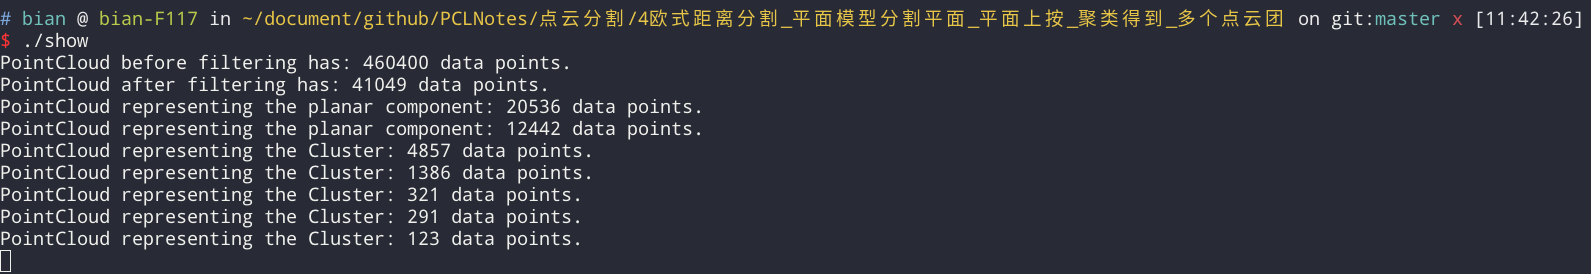 # bian @ bian-F117 in ~/document/github/PCLNotes/点云分割/4欧式距离分割_平面模型分割平面_平面上按_聚类得到_多个点云团 on git:master x [11:42:26]
$ ./show
PointCloud before filtering has: 460400 data points.
PointCloud after filtering has: 41049 data points.
PointCloud representing the planar component: 20536 data points.
PointCloud representing the planar component: 12442 data points.
PointCloud representing the Cluster: 4857 data points.
PointCloud representing the Cluster: 1386 data points.
PointCloud representing the Cluster: 321 data points.
PointCloud representing the Cluster: 291 data points.
PointCloud representing the Cluster: 123 data points.